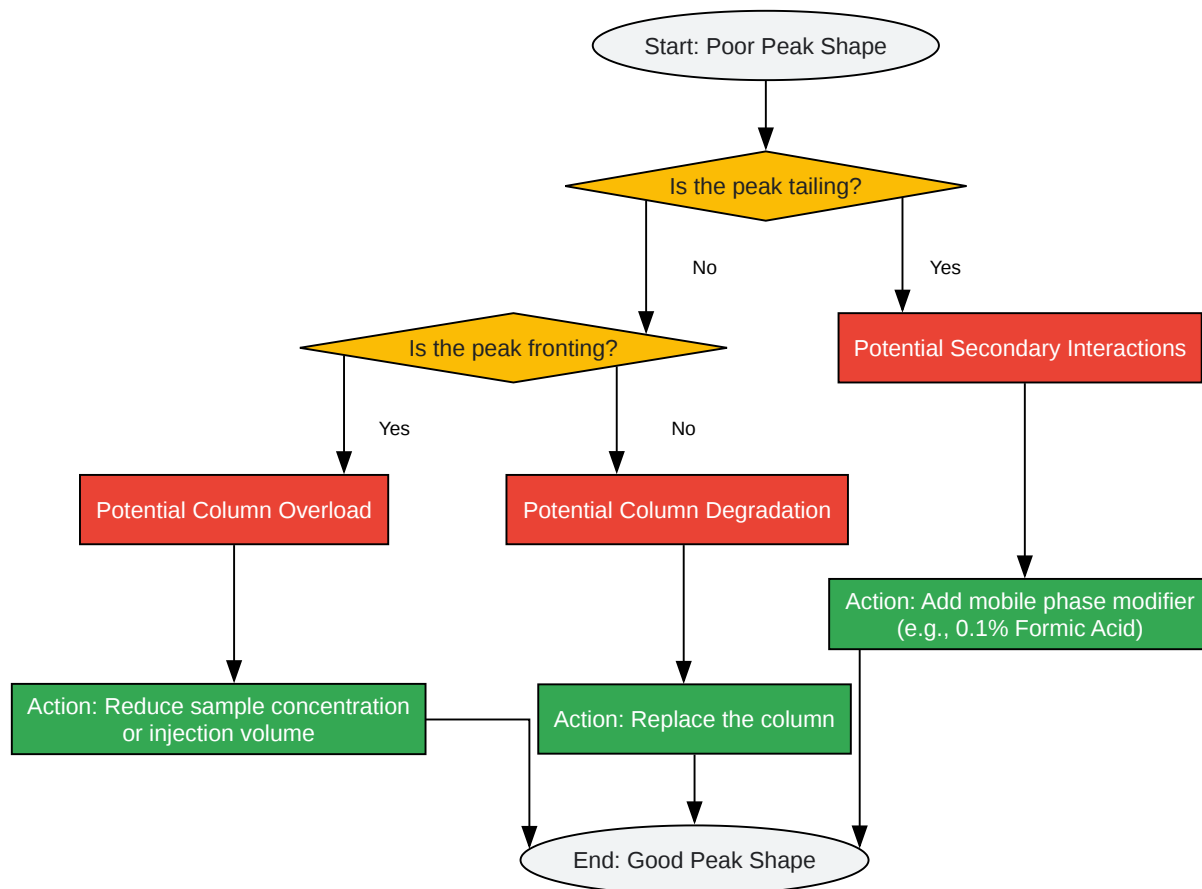 Start: Poor Peak Shape
Is the peak tailing?
No
Yes
Is the peak fronting?
Potential Secondary Interactions
Yes
No
Potential Column Overload
Potential Column Degradation
Action: Add mobile phase modifier
(e.g., 0.1% Formic Acid)
Action: Reduce sample concentration
or injection volume
Action: Replace the column
End: Good Peak Shape